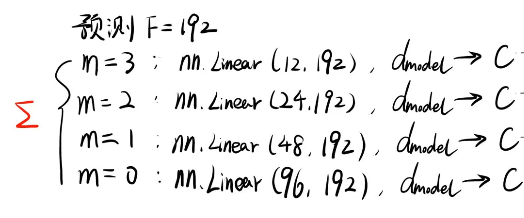 预测 F=192
m=3 : nn.Linear (12,192), dmodel→C
Σ m=2 : nn.Linear (24,192), dmodel→C
m=1 : nn.Linear (48,192), dmodel→C
m=0 : nn.Linear (96,192), dmodel→C